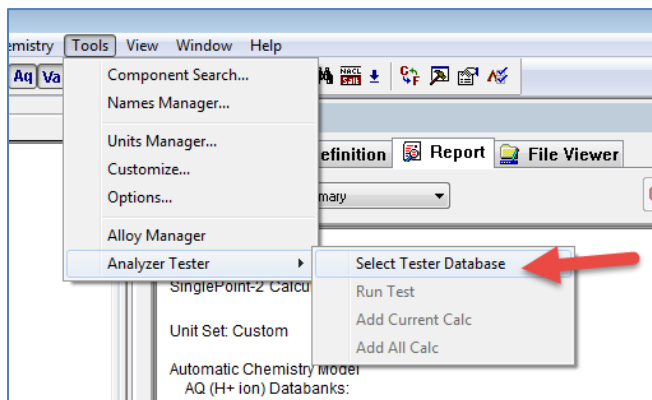 emistry Tools View Window Help
Aq Va
NACL
Salt
C F
Component Search...
Names Manager...
Units Manager...
Customize...
Options...
Alloy Manager
Analyzer Tester
efinition Report File Viewer
mary
Select Tester Database
Run Test
Add Current Calc
Add All Calc
SinglePoint-2 Calcu
Unit Set: Custom
Automatic Chemistry Model
AQ (H+ ion) Databanks: